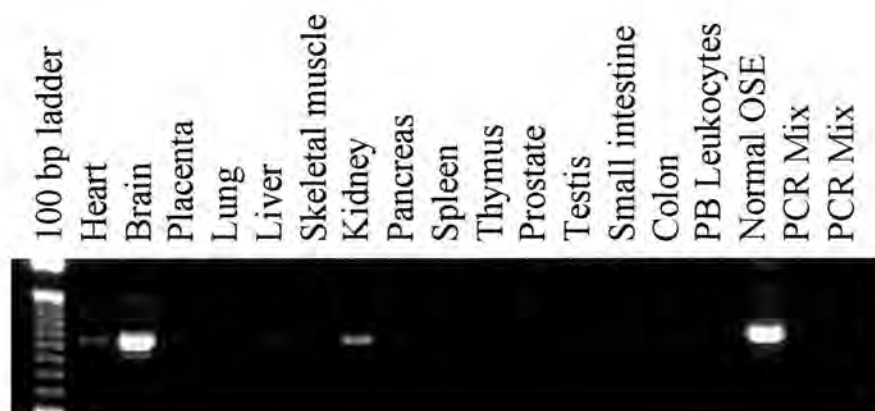 100 bp ladder
Heart
Brain
Placenta
Lung
Liver
Skeletal muscle
Kidney
Pancreas
Spleen
Thymus
Prostate
Testis
Small intestine
Colon
PB Leukocytes
Normal OSE
PCR Mix
PCR Mix